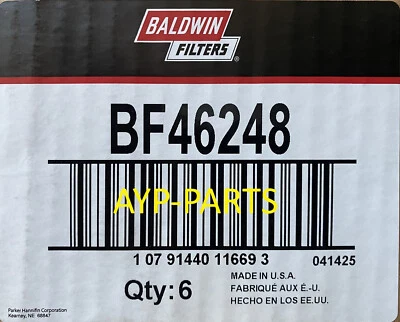 BALDWIN
FILTERS®
BF46248
AYP-PARTS
1 07 91440 11669 3
041425
Qty: 6
MADE IN U.S.A.
FABRIQUÉ AUX É.-U.
HECHO EN LOS EE.UU.
Parker Hannifin Corporation
Kearney, NE 68847